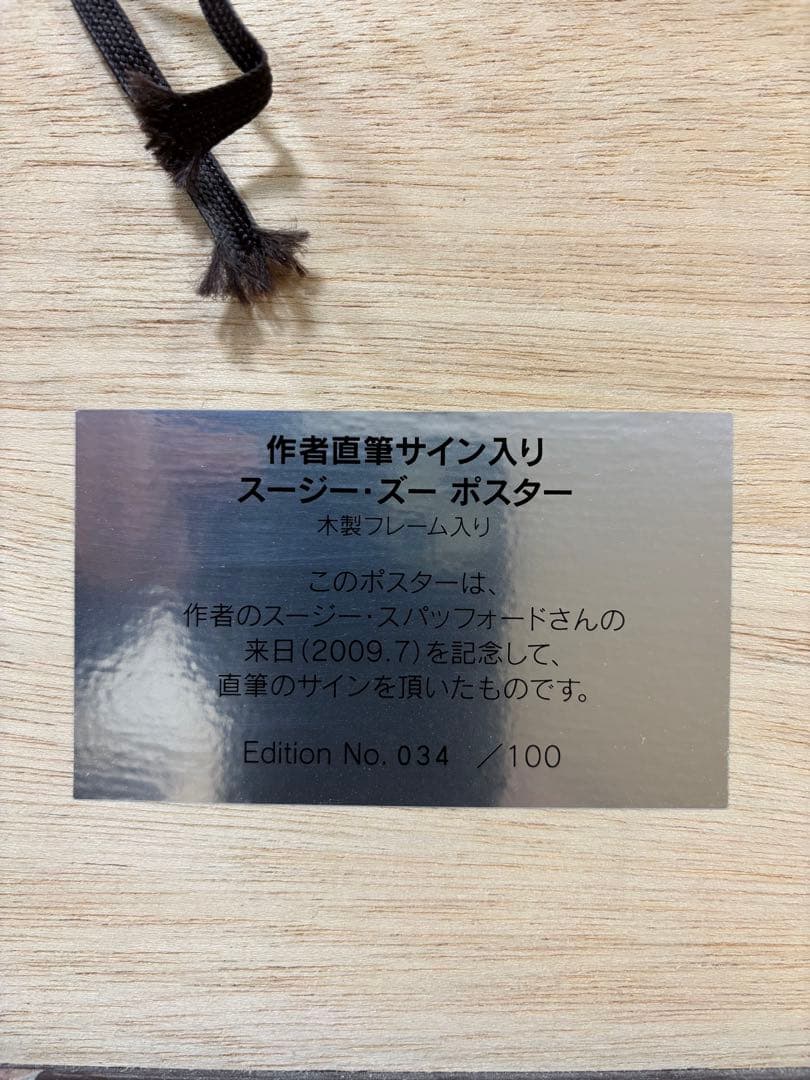 作者直筆サイン入り
スージー・ズー ポスター
木製フレーム入り
このポスターは、
作者のスージー・スパッフォードさんの
来日(2009.7)を記念して、
直筆のサインを頂いたものです。
Edition No. 034 /100